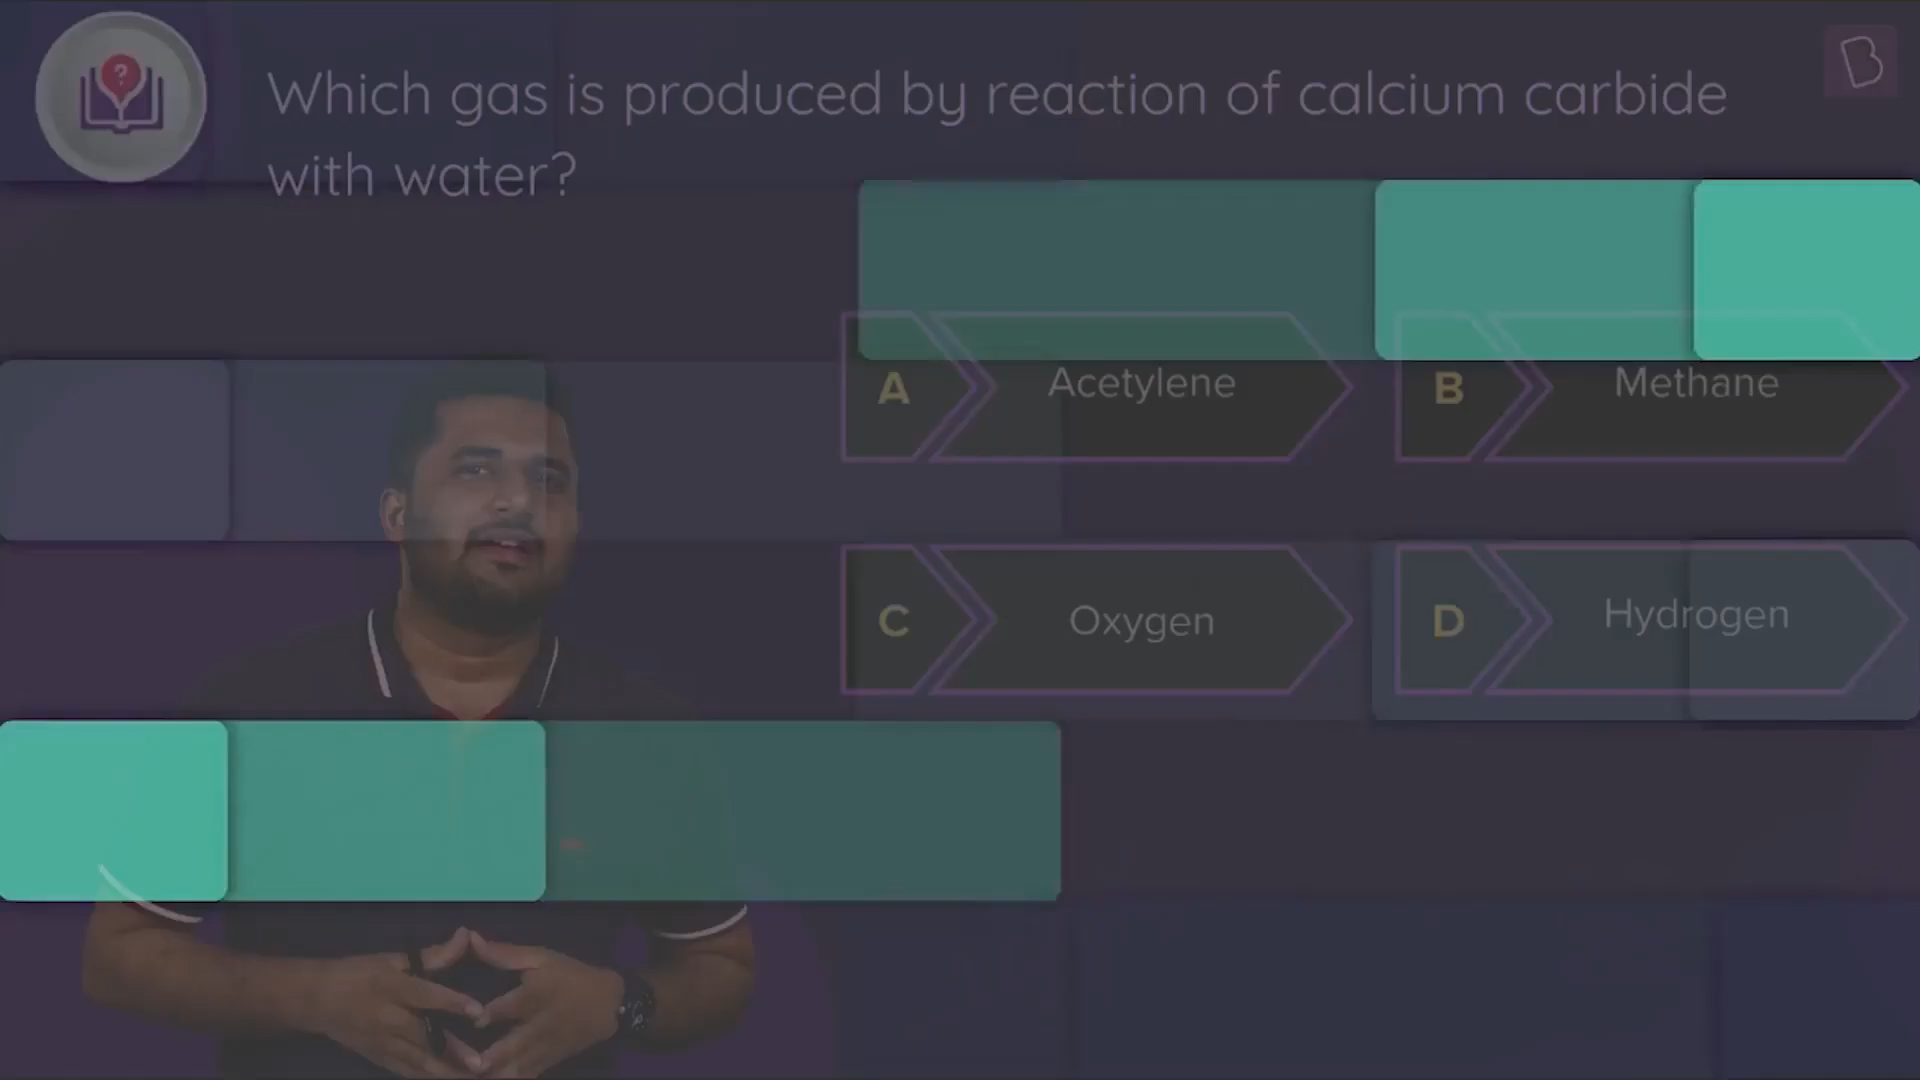 ?
Which gas is produced by reaction of calcium carbide
with water?
B
A Acetylene
B Methane
C Oxygen
D Hydrogen